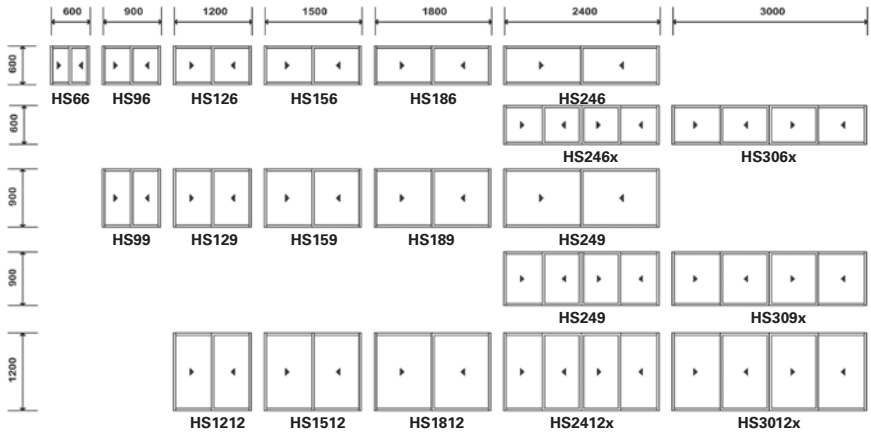 600 900 1200 1500 1800 2400 3000
600
HS66 HS96 HS126 HS156 HS186 HS246
600
HS246x HS306x
900
HS99 HS129 HS159 HS189 HS249
900
HS249 HS309x
1200
HS1212 HS1512 HS1812 HS2412x HS3012x